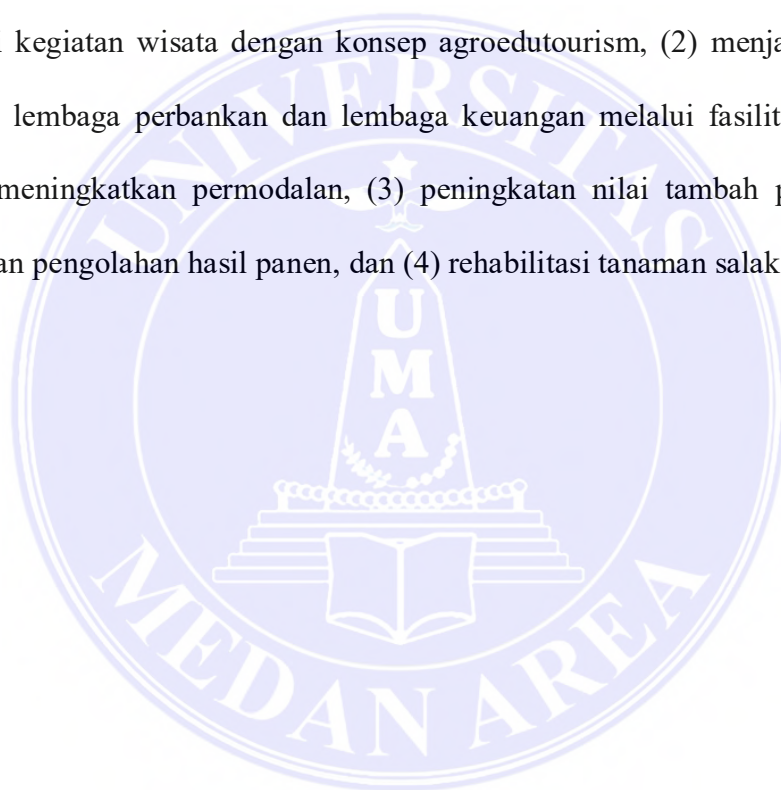 kegiatan wisata dengan konsep agroedutourism, (2) menja
lembaga perbankan dan lembaga keuangan melalui fasilit
meningkatkan permodalan, (3) peningkatan nilai tambah p
an pengolahan hasil panen, dan (4) rehabilitasi tanaman salak
UNIVERSITAS
UMA
MEDAN AREA